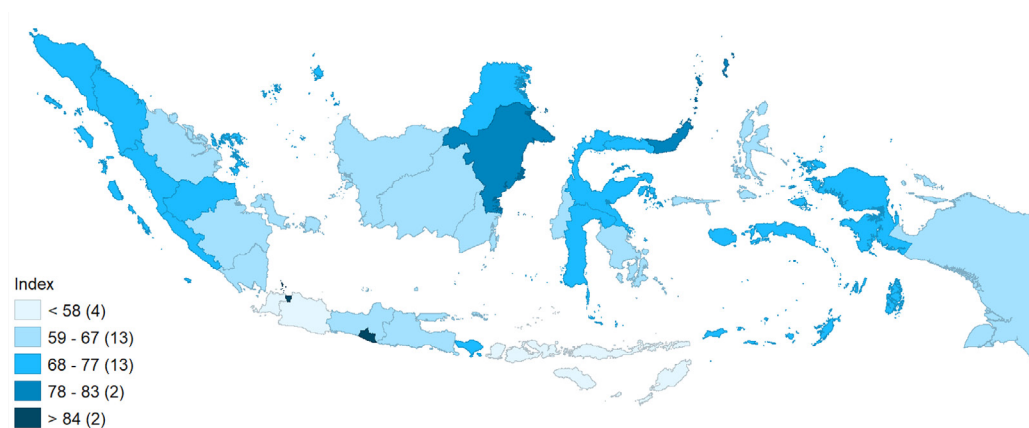 Index
< 58 (4)
59 - 67 (13)
68 - 77 (13)
78 - 83 (2)
> 84 (2)